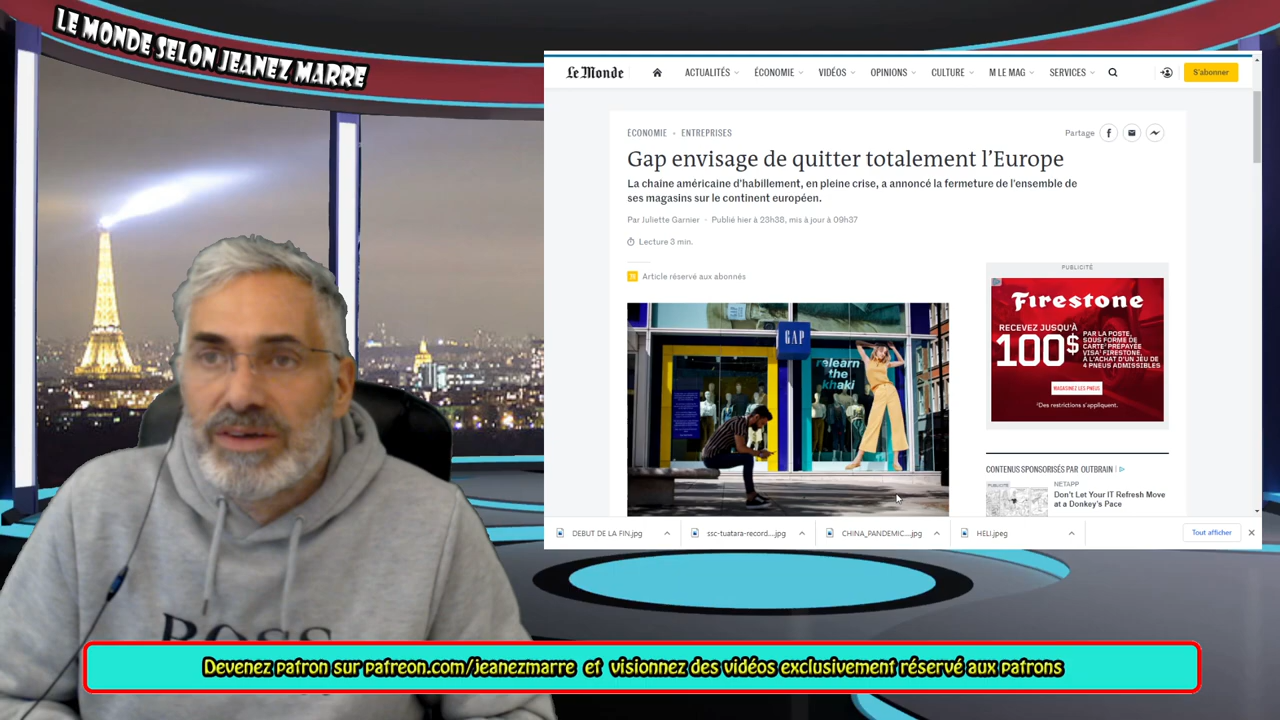 LE MONDE SELON JEANEZ MARRE
Le Monde
ACTUALITÉS
ÉCONOMIE
VIDÉOS
OPINIONS
CULTURE
M LE MAG
SERVICES
S'abonner
ÉCONOMIE • ENTREPRISES
Partage
Gap envisage de quitter totalement l'Europe
La chaine américaine d'habillement, en pleine crise, a annoncé la fermeture de l'ensemble de
ses magasins sur le continent européen.
Par Juliette Garnier • Publié hier à 23h38, mis à jour à 09h37
Lecture 3 min.
Article réservé aux abonnés
GAP
relearn
the
khaki
PUBLICITÉ
Firestone
RECEVEZ JUSQU'À
100$
PAR LA POSTE,
SOUS FORME DE
CARTE PRÉPAYÉE
VISA FIRESTONE,
À L'ACHAT D'UN JEU DE
4 PNEUS ADMISSIBLES
MAGASINEZ LES PNEUS
*Des restrictions s'appliquent.
CONTENUS SPONSORISÉS PAR OUTBRAIN
PUBLICITÉ
NETAPP
Don't Let Your IT Refresh Move
at a Donkey's Pace
DEBUT DE LA FIN.jpg
ssc-tuatara-record....jpg
CHINA_PANDEMIC....jpg
HELI.jpeg
Tout afficher
BOSS
Devenez patron sur patreon.com/jeanezmarre et visionnez des vidéos exclusivement réservé aux patrons